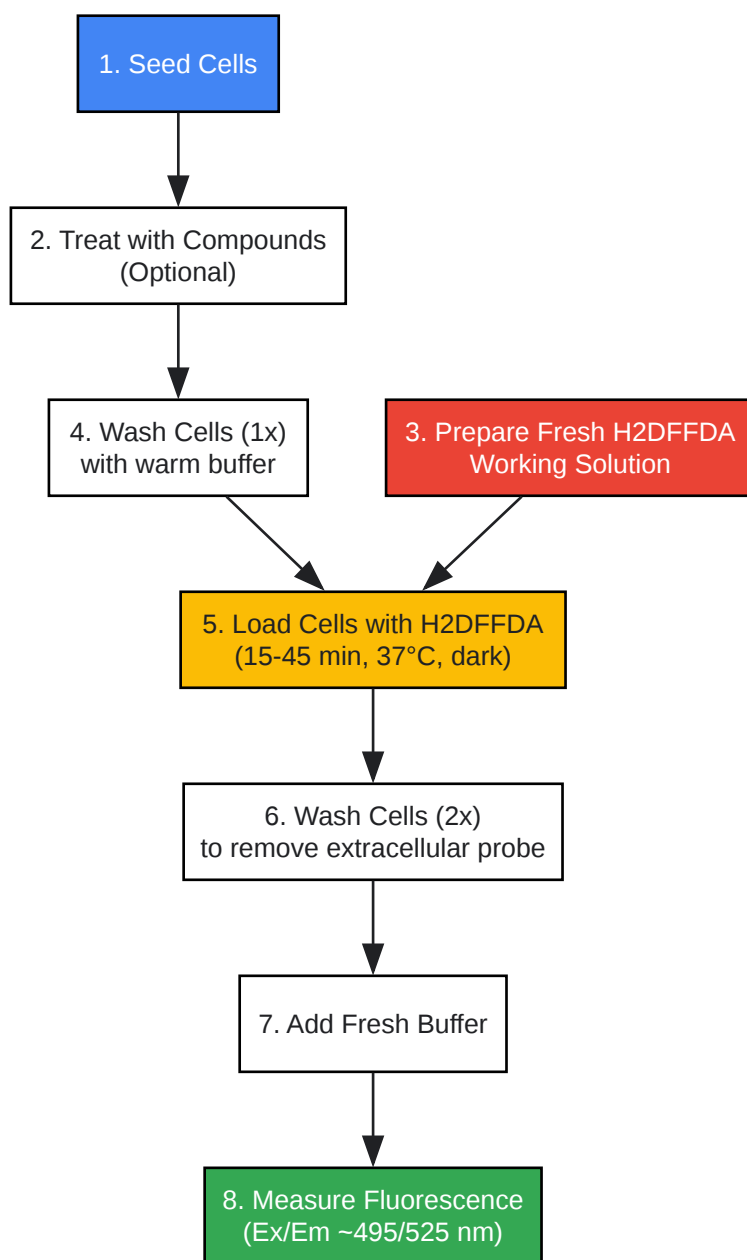 1. Seed Cells
2. Treat with Compounds
(Optional)
4. Wash Cells (1x)
with warm buffer
3. Prepare Fresh H2DFFDA
Working Solution
5. Load Cells with H2DFFDA
(15-45 min, 37°C, dark)
6. Wash Cells (2x)
to remove extracellular probe
7. Add Fresh Buffer
8. Measure Fluorescence
(Ex/Em ~495/525 nm)